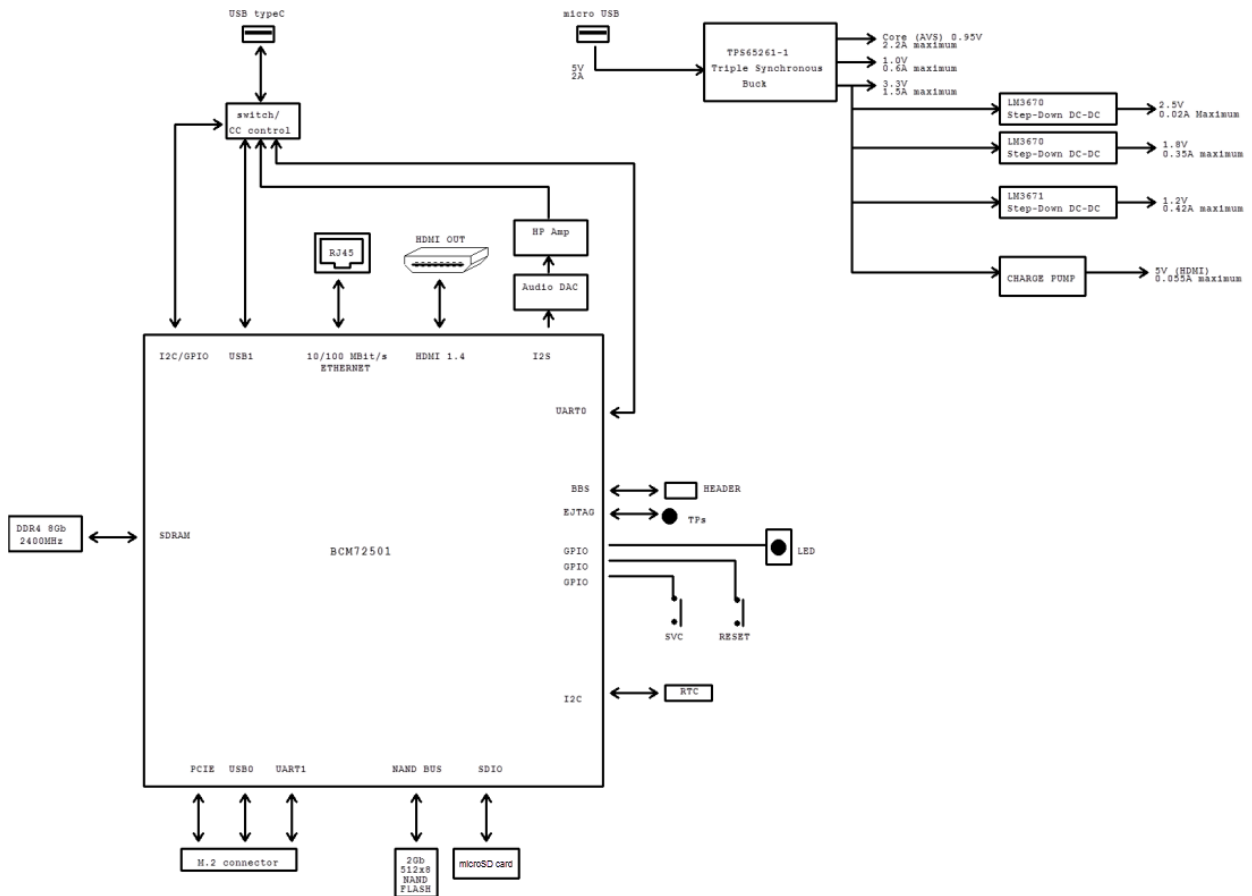 USB typeC
micro USB
5V
2A
TPS65261-1
Triple Synchronous
Buck
Core (AVS) 0.95V
2.2A maximum
1.0V
0.6A maximum
3.3V
1.5A maximum
LM3670
Step-Down DC-DC
2.5V
0.02A Maximum
LM3670
Step-Down DC-DC
1.8V
0.35A maximum
LM3671
Step-Down DC-DC
1.2V
0.42A maximum
CHARGE PUMP
5V (HDMI)
0.055A maximum
switch/
CC control
RJ45
HDMI OUT
HP Amp
Audio DAC
I2C/GPIO
USB1
10/100 MBit/s
ETHERNET
HDMI 1.4
I2S
UART0
BBS
HEADER
EJTAG
TPs
DDR4 8Gb
2400MHz
SDRAM
BCM72501
GPIO
LED
GPIO
GPIO
SVC
RESET
I2C
RTC
PCIE
USB0
UART1
NAND BUS
SDIO
M.2 connector
2Gb
512x8
NAND
FLASH
microSD card